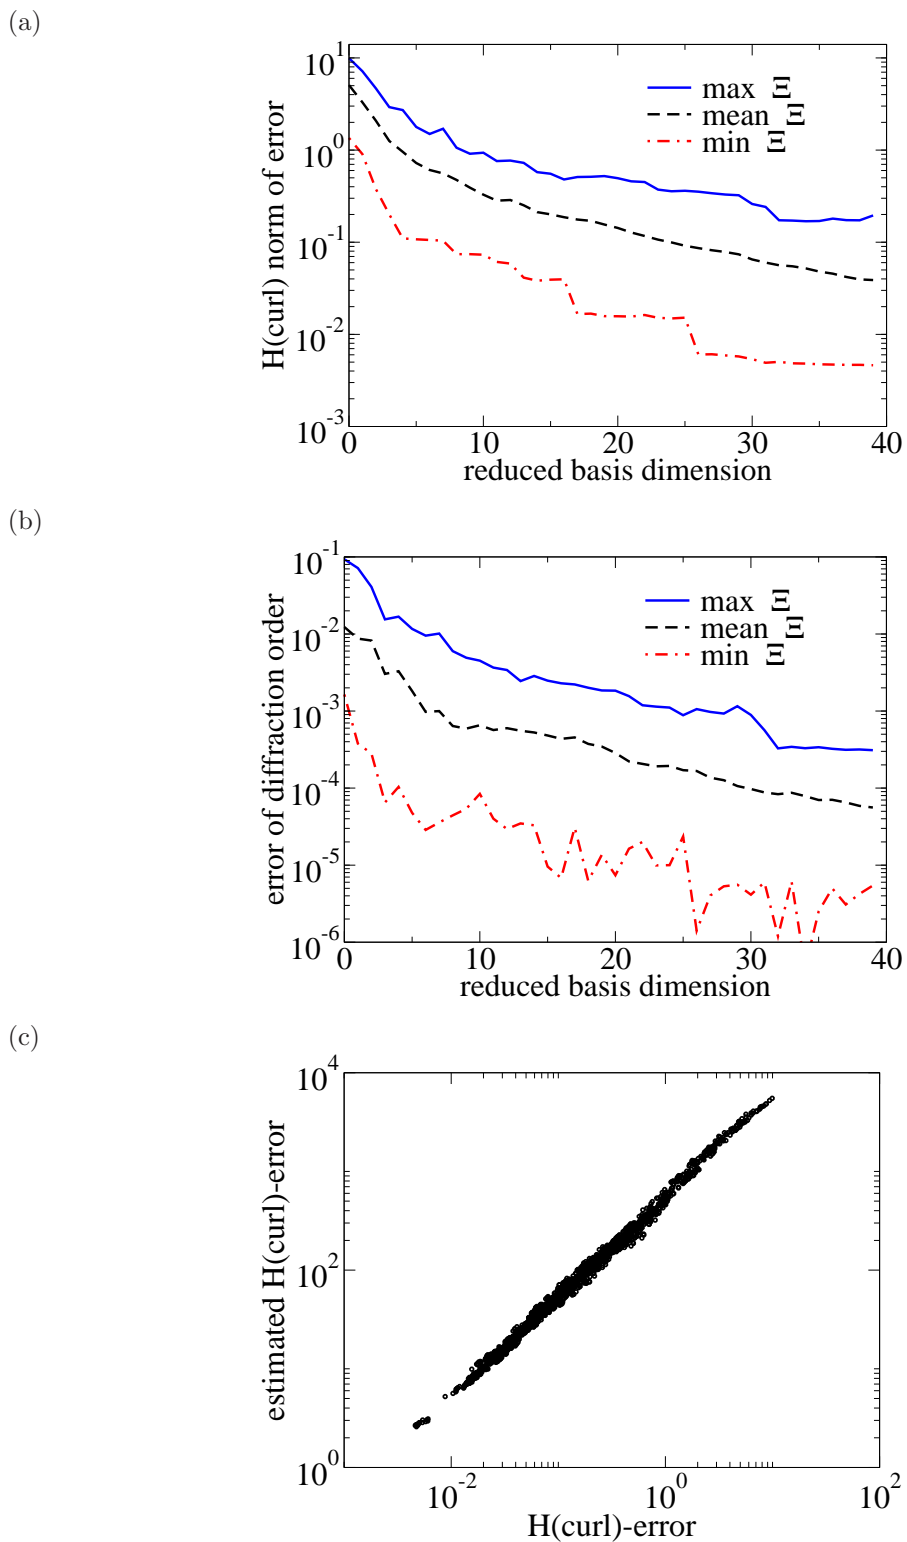 (a)
10^1
10^0
10^-1
10^-2
10^-3
H(curl) norm of error
max Ξ
mean Ξ
min Ξ
0 10 20 30 40
reduced basis dimension
(b)
10^-1
10^-2
10^-3
10^-4
10^-5
10^-6
error of diffraction order
max Ξ
mean Ξ
min Ξ
0 10 20 30 40
reduced basis dimension
(c)
10^4
10^2
10^0
estimated H(curl)-error
10^-2 10^0 10^2
H(curl)-error